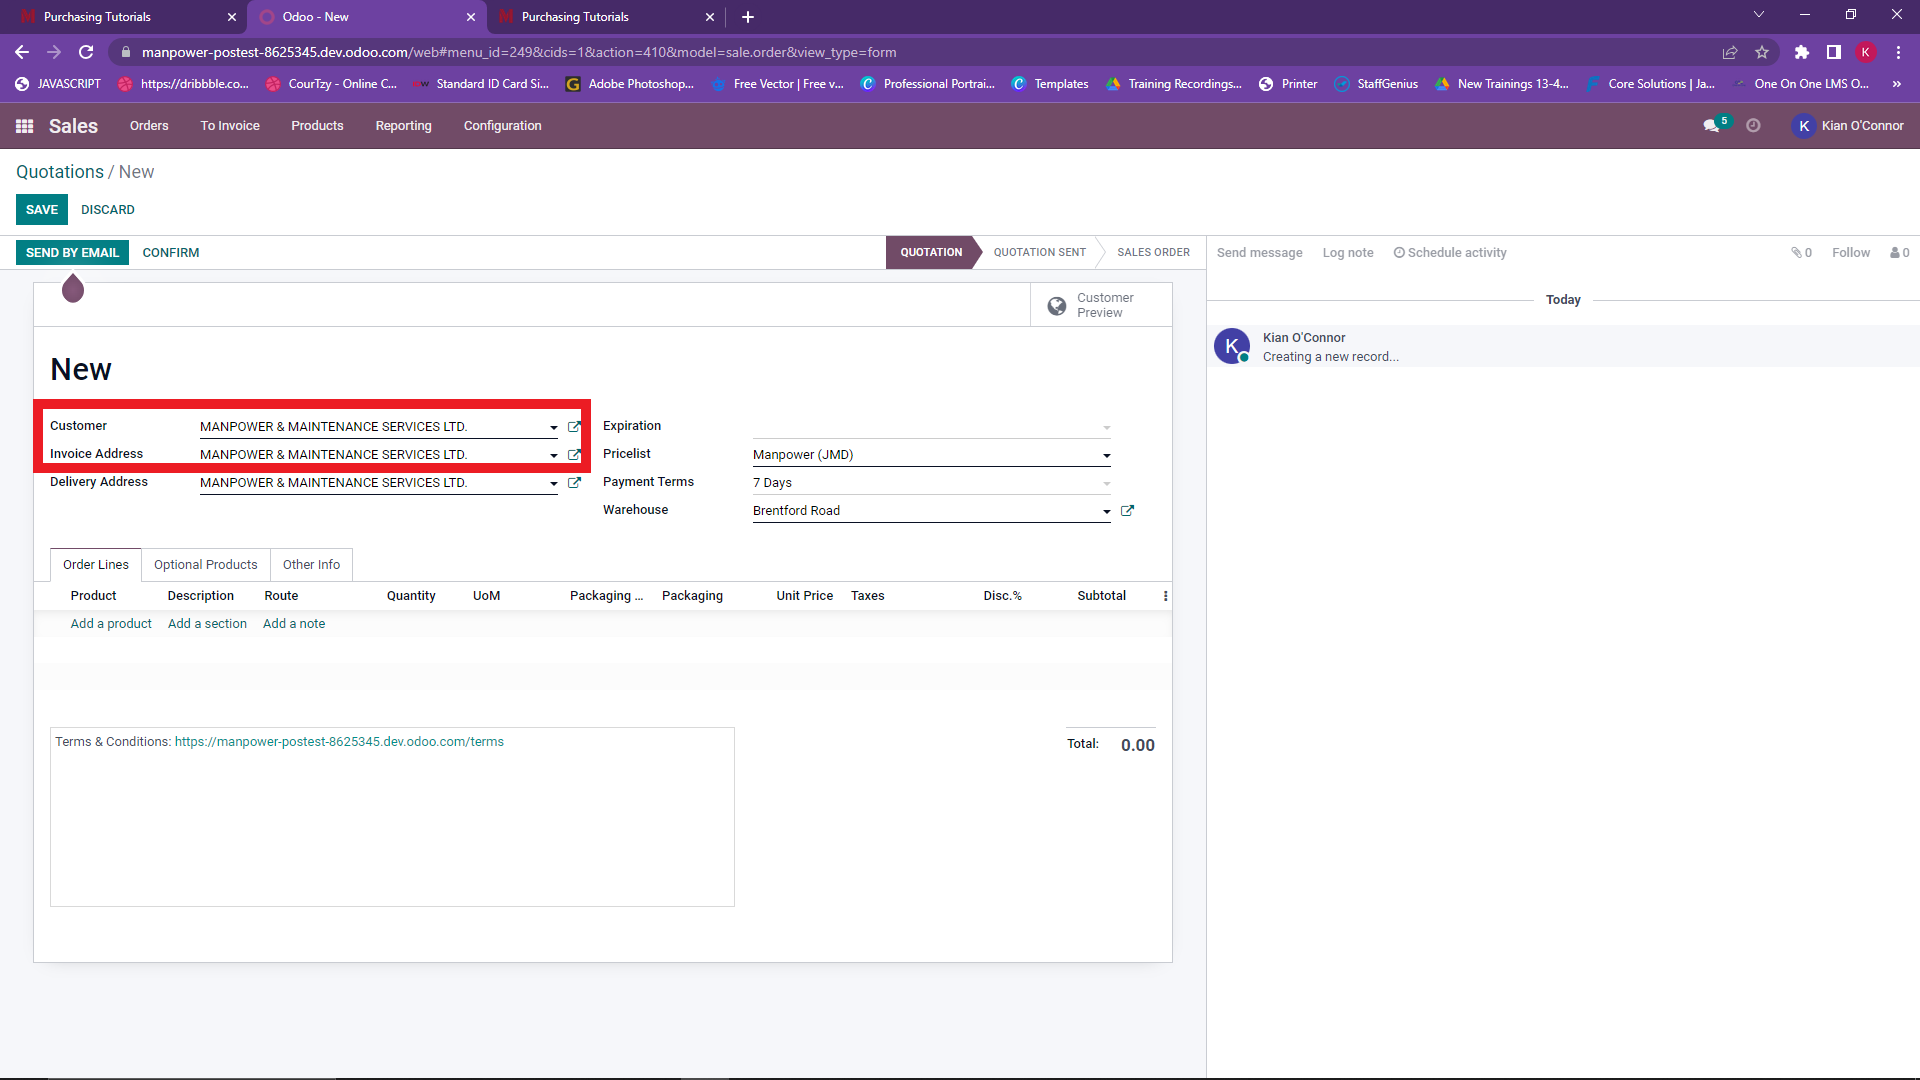 Purchasing Tutorials
Odoo - New
Purchasing Tutorials
manpower-postest-8625345.dev.odoo.com/web#menu_id=249&cids=1&action=410&model=sale.order&view_type=form
K
JAVASCRIPT
https://dribbble.co...
CourTzy - Online C...
Standard ID Card Si...
Adobe Photoshop...
Free Vector | Free v...
Professional Portrai...
Templates
Training Recordings...
Printer
StaffGenius
New Trainings 13-4...
Core Solutions | Ja...
One On One LMS O...
Sales Orders To Invoice Products Reporting Configuration
5
K Kian O'Connor
Quotations / New
SAVE DISCARD
SEND BY EMAIL CONFIRM
QUOTATION QUOTATION SENT SALES ORDER
Send message Log note Schedule activity 0 Follow 0
Customer
Preview
Today
K
Kian O'Connor
Creating a new record...
New
Customer MANPOWER & MAINTENANCE SERVICES LTD.
Invoice Address MANPOWER & MAINTENANCE SERVICES LTD.
Delivery Address MANPOWER & MAINTENANCE SERVICES LTD.
Expiration
Pricelist Manpower (JMD)
Payment Terms 7 Days
Warehouse Brentford Road
Order Lines Optional Products Other Info
Product Description Route Quantity UoM Packaging ... Packaging Unit Price Taxes Disc.% Subtotal
Add a product Add a section Add a note
Terms & Conditions: https://manpower-postest-8625345.dev.odoo.com/terms
Total: 0.00